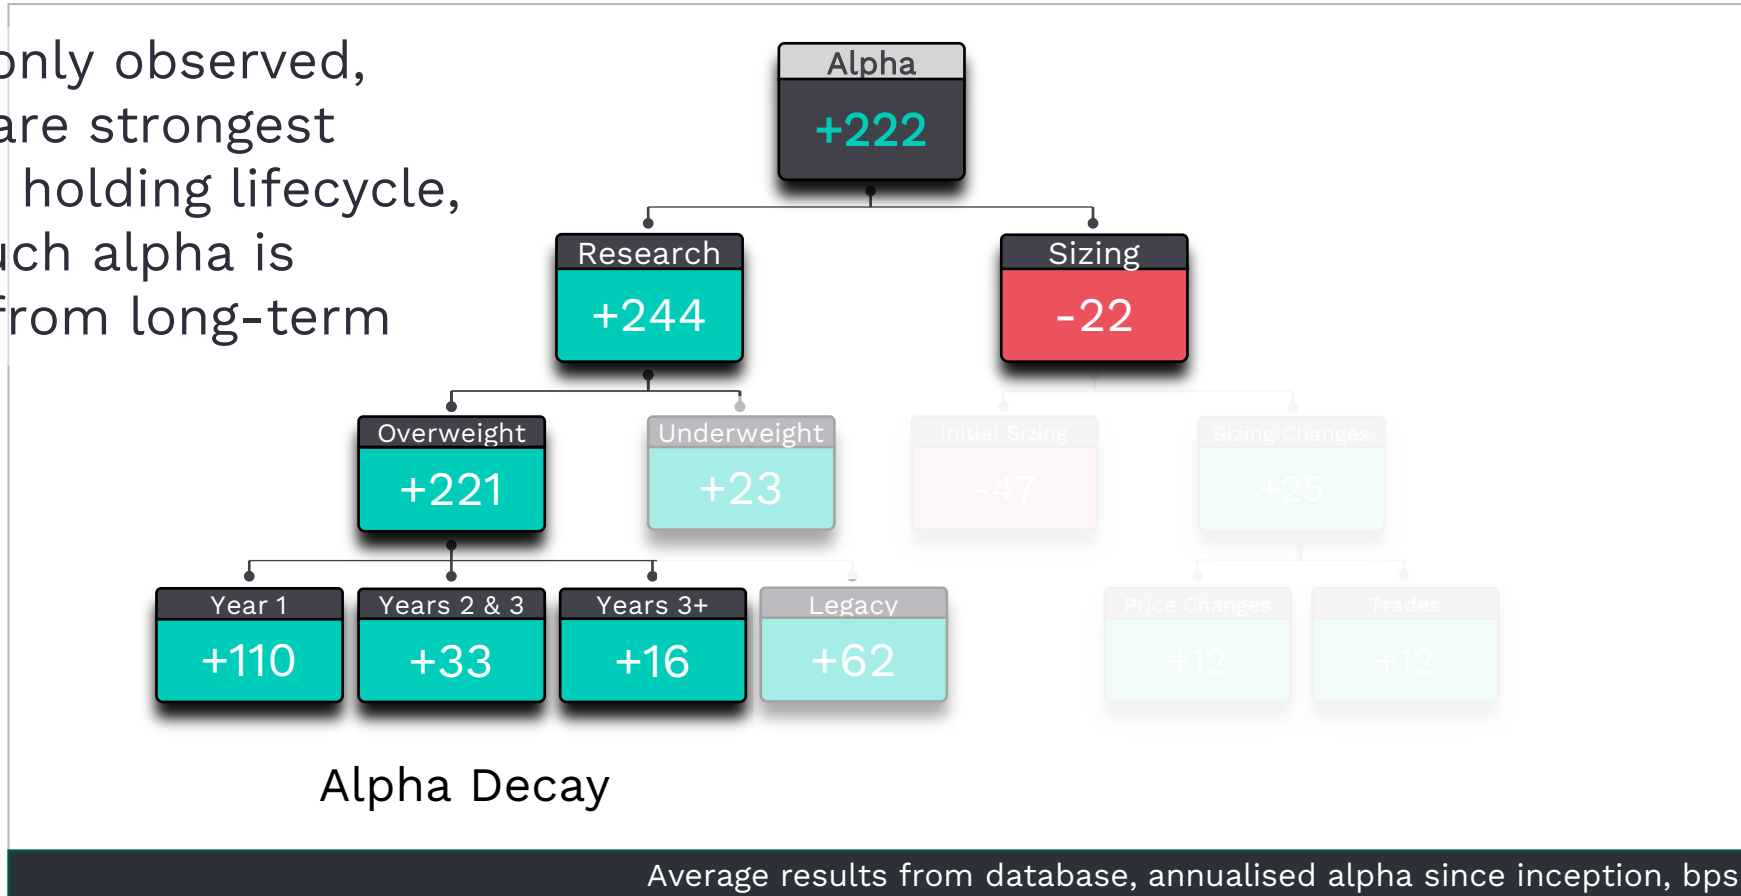 only observed,
are strongest
holding lifecycle,
uch alpha is
from long-term
Alpha
+222
Research
+244
Sizing
-22
Overweight
+221
Underweight
+23
Initial Sizing
-47
Sizing Changes
+25
Year 1
+110
Years 2 & 3
+33
Years 3+
+16
Legacy
+62
Price Changes
+12
Trades
+12
Alpha Decay
Average results from database, annualised alpha since inception, bps